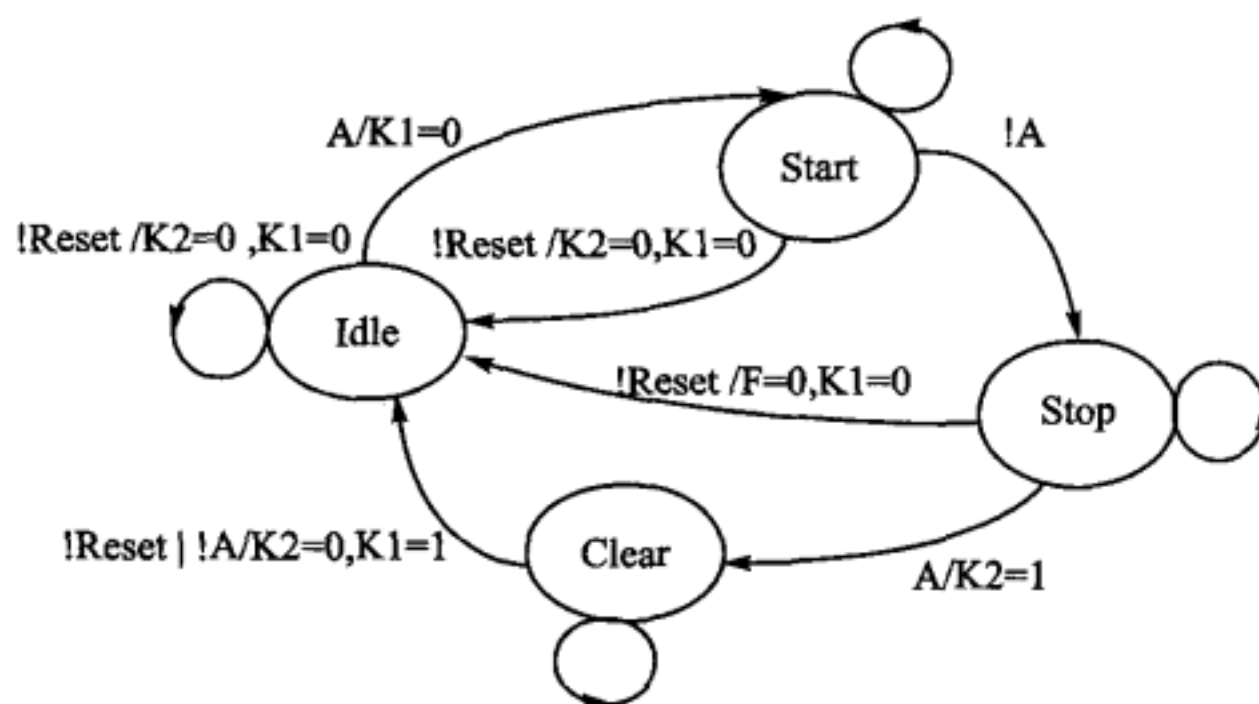 A/K1=0
Start
!A
!Reset /K2=0 ,K1=0
!Reset /K2=0,K1=0
Idle
!Reset /F=0,K1=0
Stop
!Reset | !A/K2=0,K1=1
Clear
A/K2=1